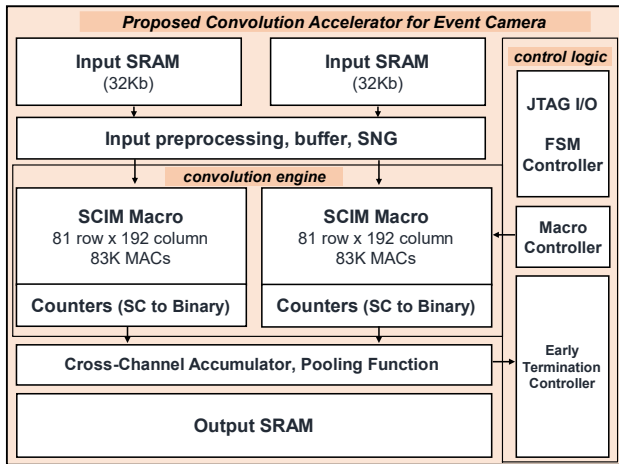 Proposed Convolution Accelerator for Event Camera
Input SRAM
(32Kb)
Input SRAM
(32Kb)
control logic
JTAG I/O
FSM
Controller
Input preprocessing, buffer, SNG
convolution engine
SCIM Macro
81 row x 192 column
83K MACs
SCIM Macro
81 row x 192 column
83K MACs
Macro
Controller
Counters (SC to Binary)
Counters (SC to Binary)
Cross-Channel Accumulator, Pooling Function
Early
Termination
Controller
Output SRAM